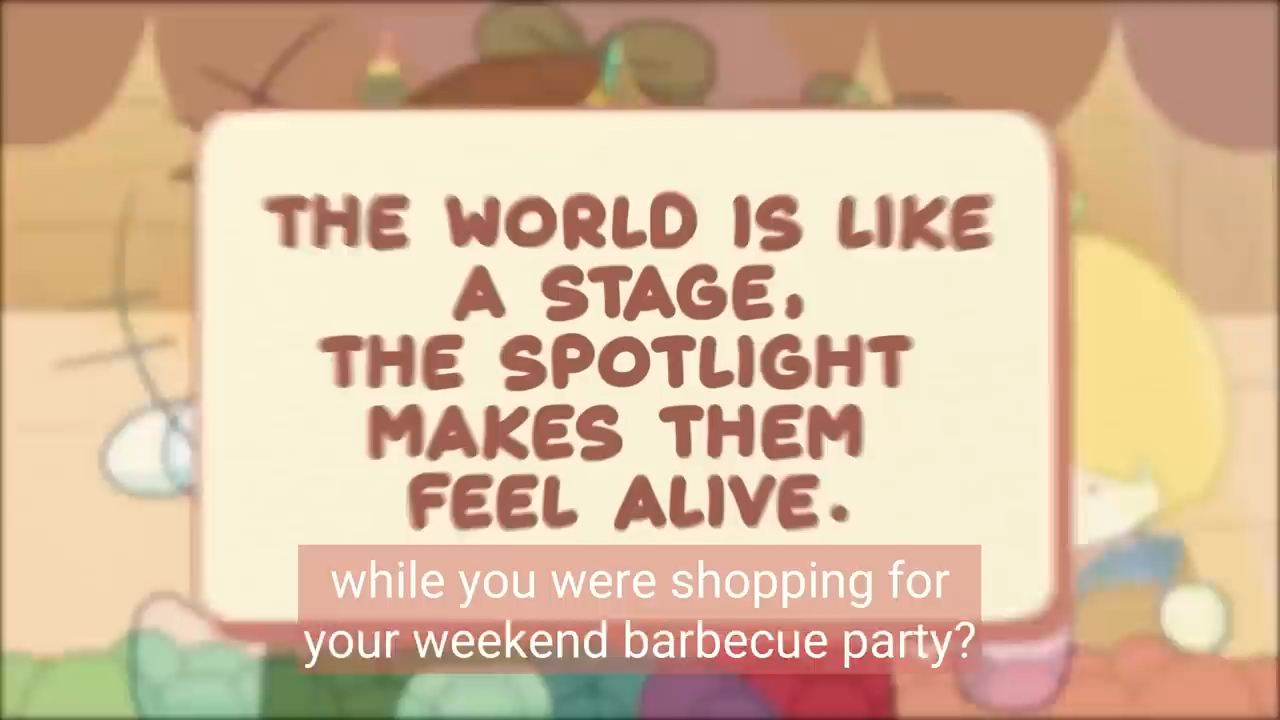 THE WORLD IS LIKE
A STAGE,
THE SPOTLIGHT
MAKES THEM
FEEL ALIVE.
while you were shopping for
your weekend barbecue party?